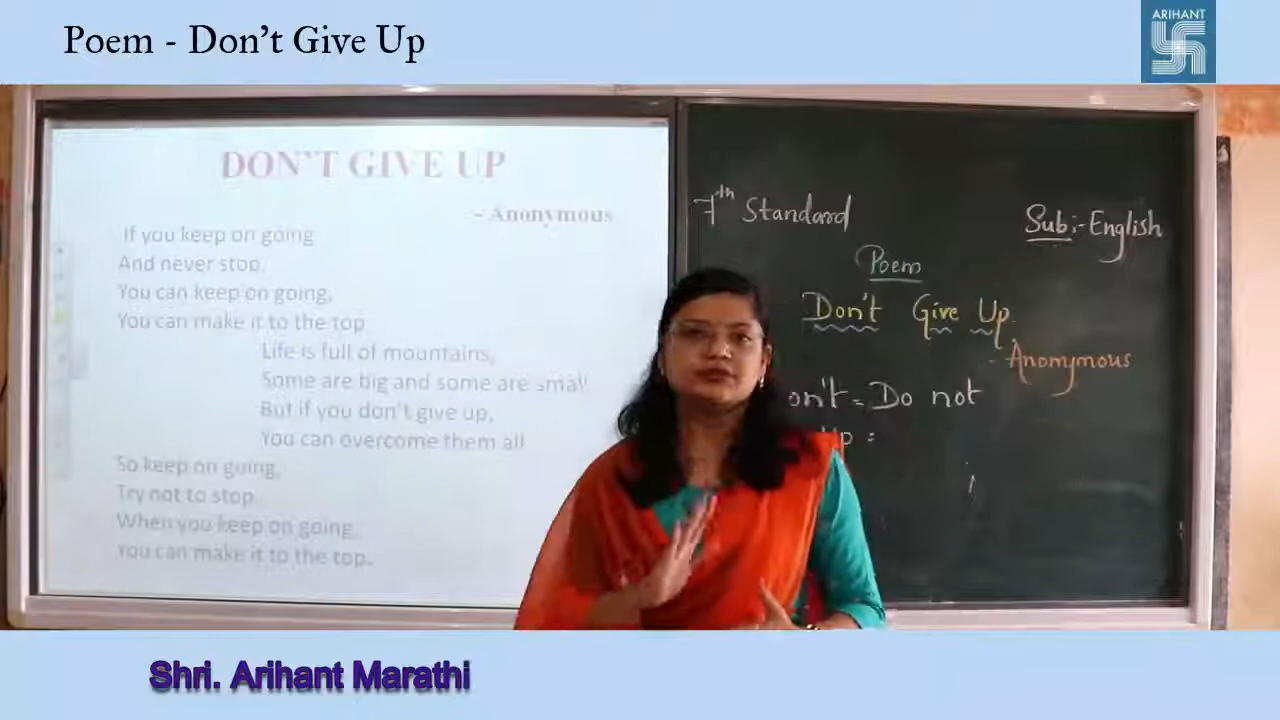 Poem - Don't Give Up
ARIHANT
DON'T GIVE UP
- Anonymous
If you keep on going
And never stop,
You can keep on going,
You can make it to the top
Life is full of mountains,
Some are big and some are small
But if you don't give up,
You can overcome them all
So keep on going,
Try not to stop
When you keep on going,
You can make it to the top.
7th Standard
Sub:- English
Poem
Don't Give Up
- Anonymous
on't = Do not
Up =
Shri. Arihant Marathi